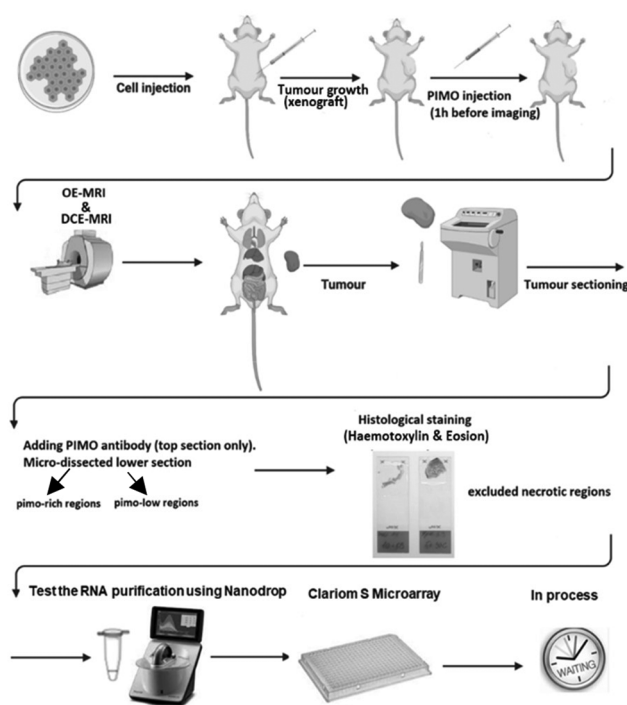 Cell injection
Tumour growth
(xenograft)
PIMO injection
(1h before imaging)
OE-MRI
&
DCE-MRI
Tumour
Tumour sectioning
Adding PIMO antibody (top section only).
Micro-dissected lower section
pimo-rich regions
pimo-low regions
Histological staining
(Haemotoxylin & Eosion)
excluded necrotic regions
Test the RNA purification using Nanodrop
Clariom S Microarray
In process
WAITING